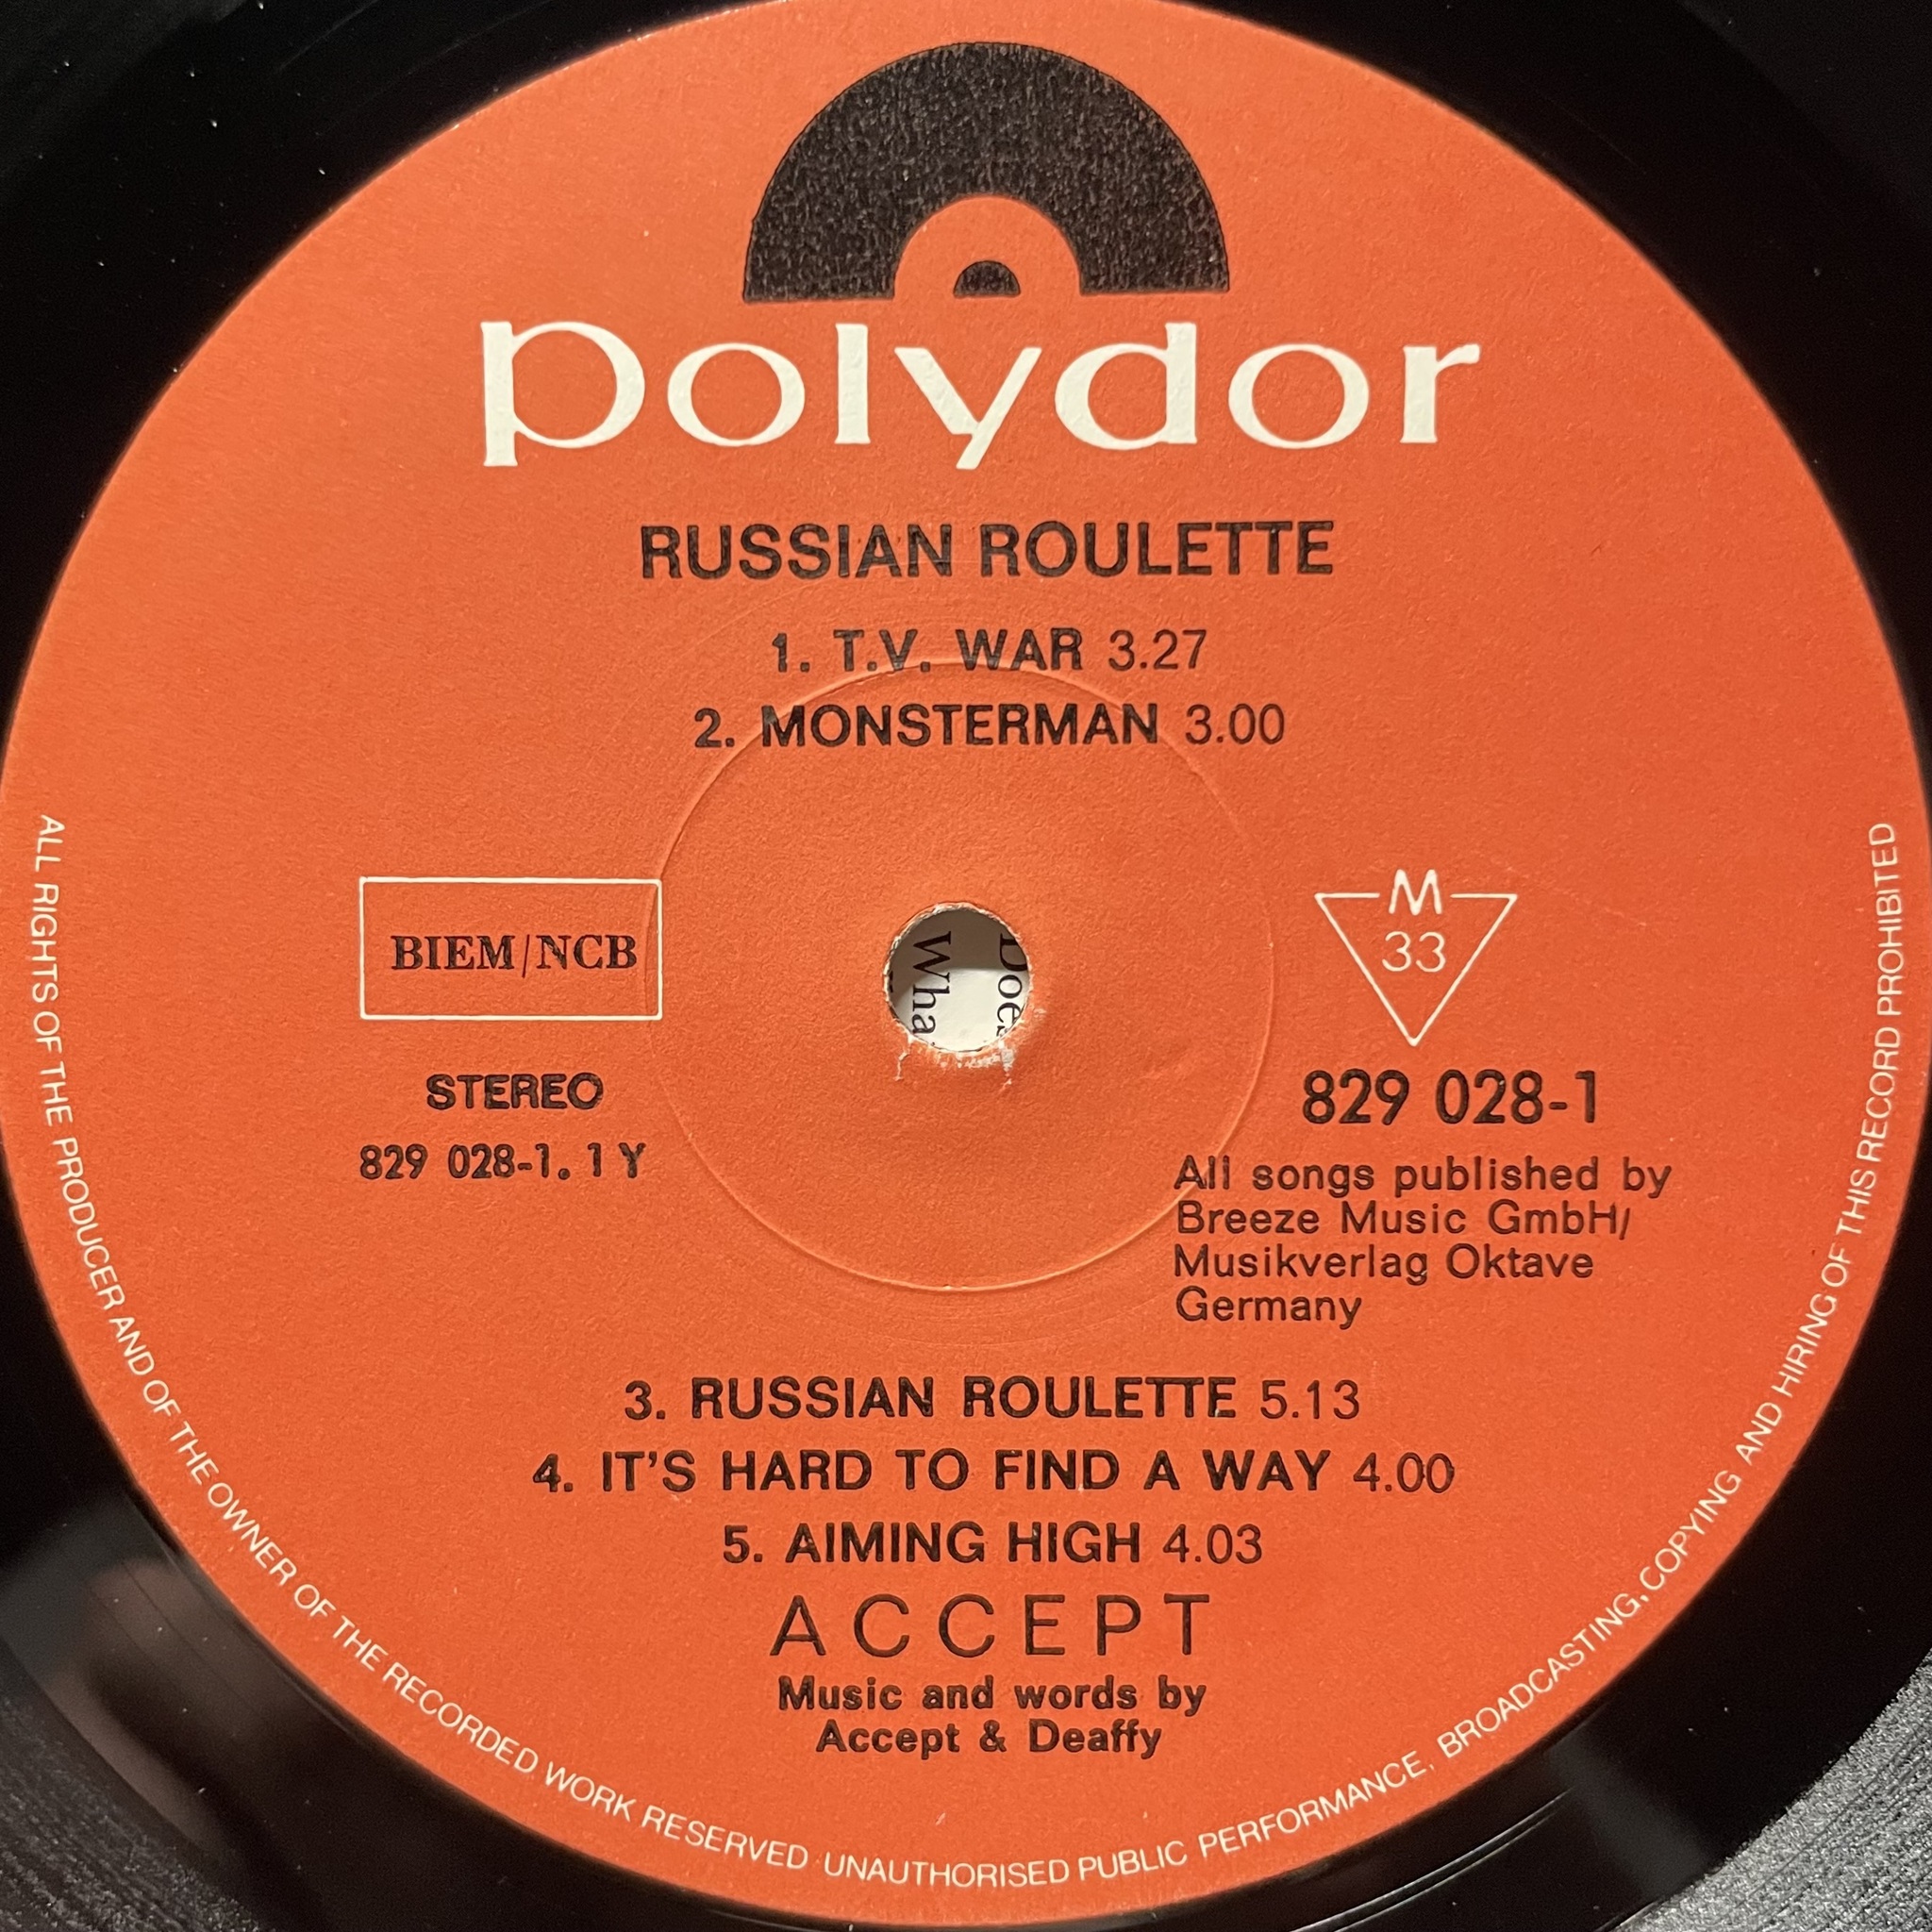 polydor
RUSSIAN ROULETTE
1. T.V. WAR 3.27
2. MONSTERMAN 3.00
BIEM/NCB
STEREO
829 028-1. 1 Y
Does
Wha
M
33
829 028-1
All songs published by
Breeze Music GmbH/
Musikverlag Oktave
Germany
3. RUSSIAN ROULETTE 5.13
4. IT'S HARD TO FIND A WAY 4.00
5. AIMING HIGH 4.03
ACCEPT
Music and words by
Accept & Deaffy
ALL RIGHTS OF THE PRODUCER AND OF THE OWNER OF THE RECORDED WORK RESERVED · UNAUTHORISED PUBLIC PERFORMANCE, BROADCASTING, COPYING AND HIRING OF THIS RECORD PROHIBITED